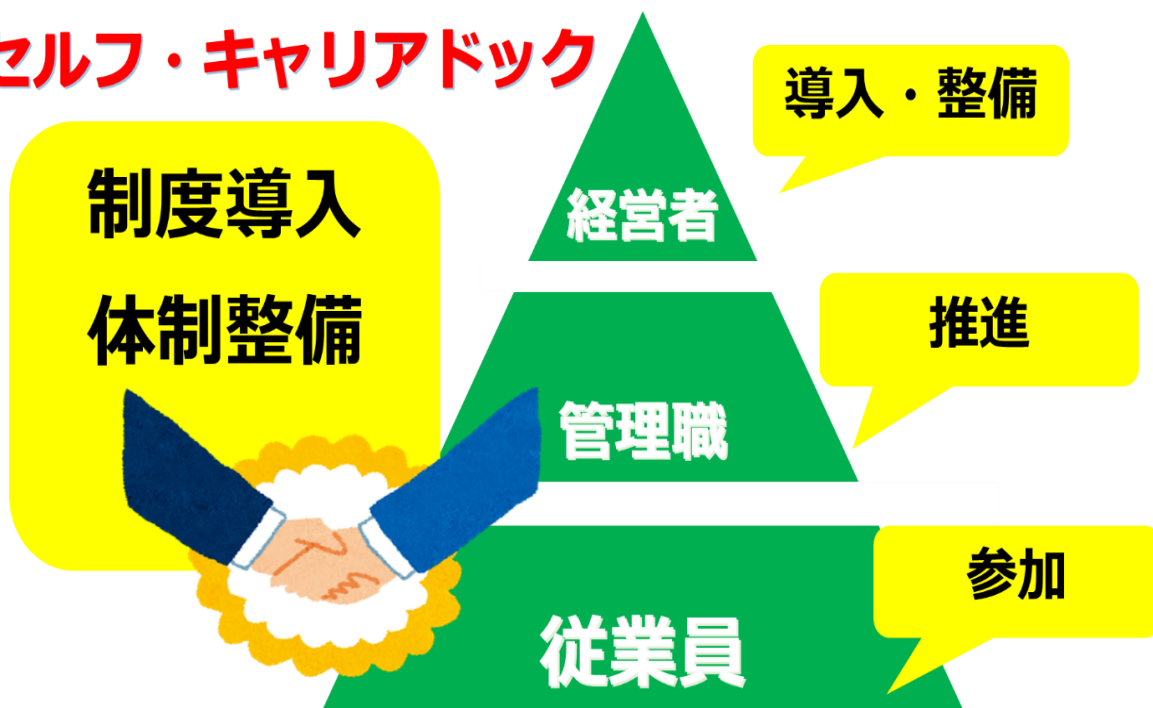 セルフ・キャリアドック
導入・整備
制度導入
体制整備
経営者
推進
管理職
参加
従業員